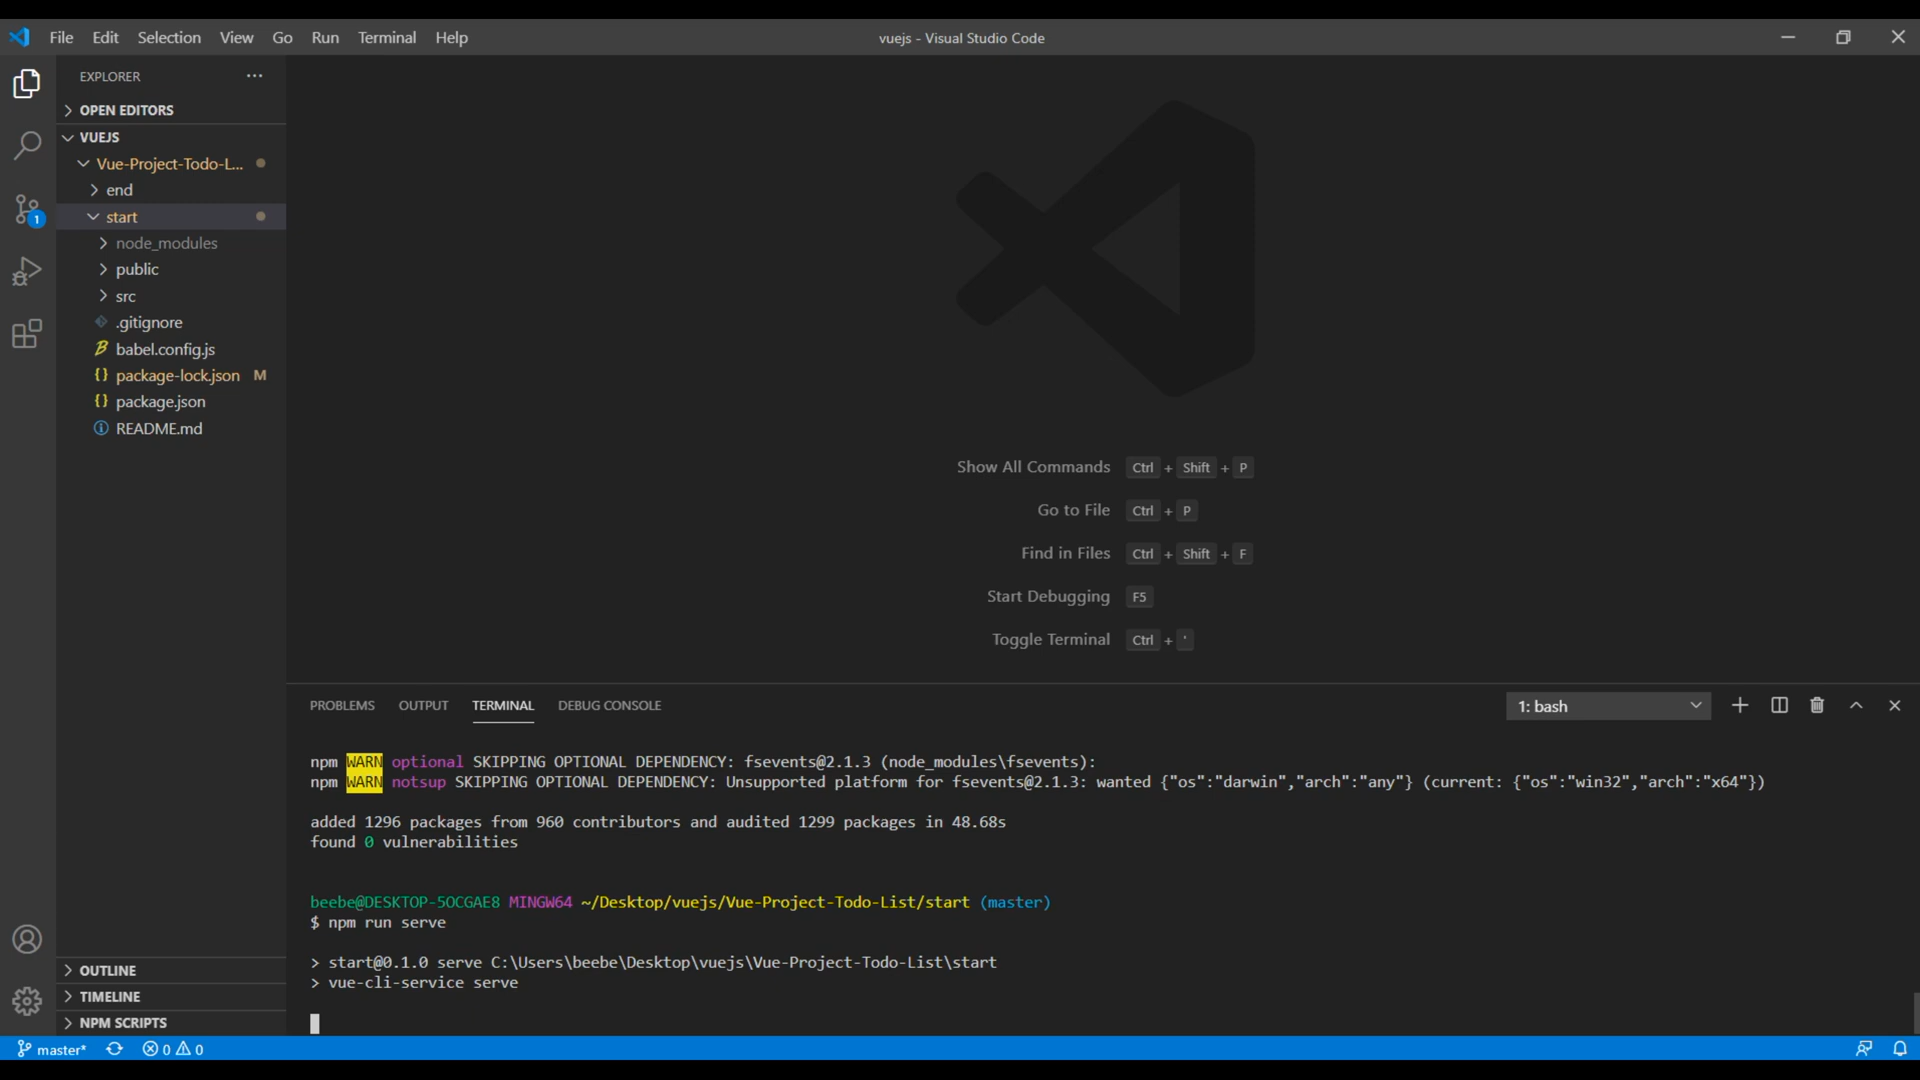 File Edit Selection View Go Run Terminal Help
vuejs - Visual Studio Code
EXPLORER
OPEN EDITORS
VUEJS
Vue-Project-Todo-L...
end
start
node_modules
public
src
.gitignore
babel.config.js
package-lock.json M
package.json
README.md
OUTLINE
TIMELINE
NPM SCRIPTS
1
Show All Commands Ctrl + Shift + P
Go to File Ctrl + P
Find in Files Ctrl + Shift + F
Start Debugging F5
Toggle Terminal Ctrl + '
PROBLEMS OUTPUT TERMINAL DEBUG CONSOLE
1: bash
npm WARN optional SKIPPING OPTIONAL DEPENDENCY: fsevents@2.1.3 (node_modules\fsevents):
npm WARN notsup SKIPPING OPTIONAL DEPENDENCY: Unsupported platform for fsevents@2.1.3: wanted {"os":"darwin","arch":"any"} (current: {"os":"win32","arch":"x64"})
added 1296 packages from 960 contributors and audited 1299 packages in 48.68s
found 0 vulnerabilities
beebe@DESKTOP-5OCGAE8 MINGW64 ~/Desktop/vuejs/Vue-Project-Todo-List/start (master)
$ npm run serve
> start@0.1.0 serve C:\Users\beebe\Desktop\vuejs\Vue-Project-Todo-List\start
> vue-cli-service serve
master* 0 0